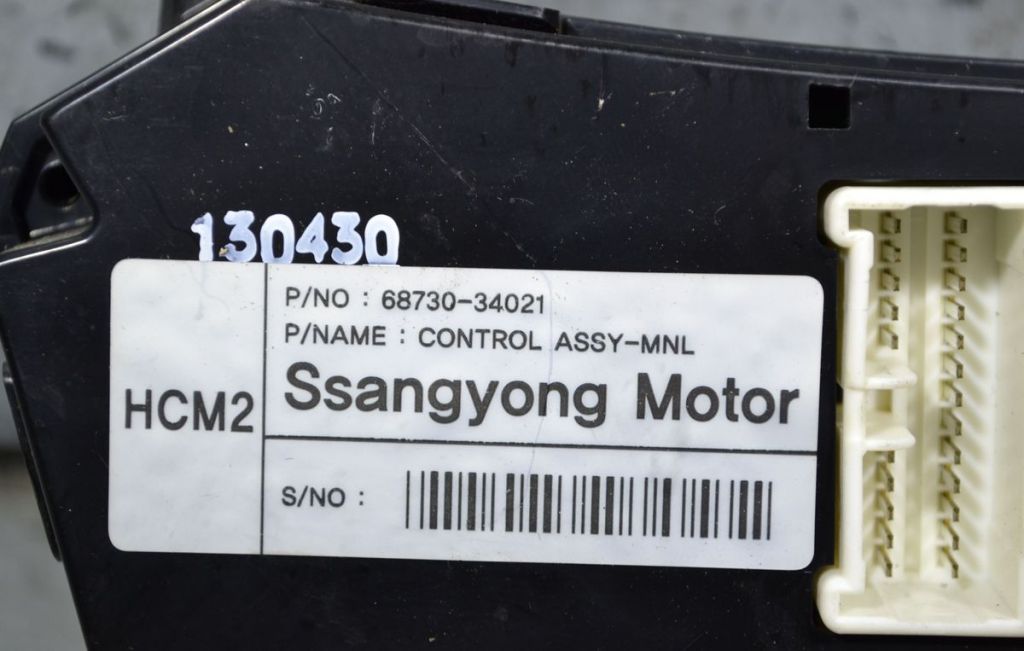 130430
P/NO : 68730-34021
P/NAME : CONTROL ASSY-MNL
Ssangyong Motor
HCM2
S/NO :